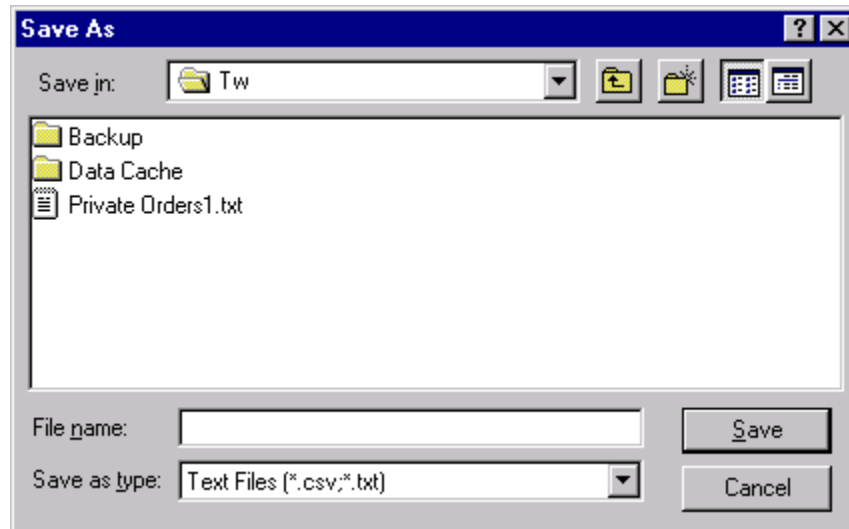 Save As
Save in: Tw
Backup
Data Cache
Private Orders1.txt
File name:
Save
Save as type: Text Files (*.csv;*.txt)
Cancel